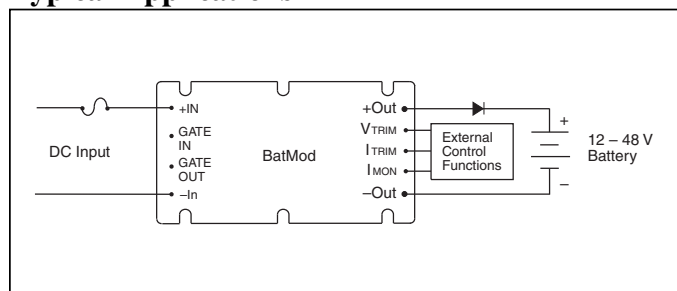 +IN
GATE
IN
GATE
OUT
–In
DC Input
BatMod
+Out
VTRIM
ITRIM
IMON
–Out
External
Control
Functions
+
–
12 – 48 V
Battery